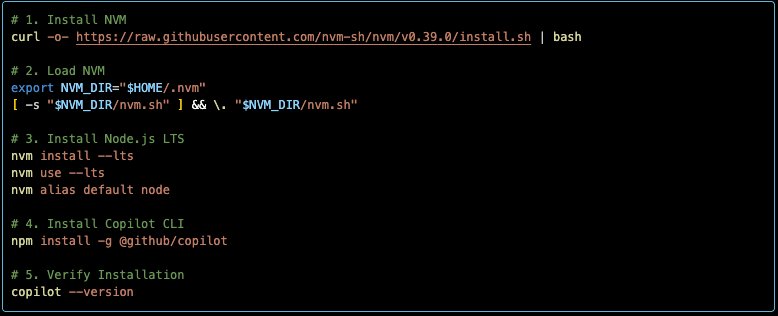 # 1. Install NVM
curl -o- https://raw.githubusercontent.com/nvm-sh/nvm/v0.39.0/install.sh | bash
# 2. Load NVM
export NVM_DIR="$HOME/.nvm"
[ -s "$NVM_DIR/nvm.sh" ] && \. "$NVM_DIR/nvm.sh"
# 3. Install Node.js LTS
nvm install --lts
nvm use --lts
nvm alias default node
# 4. Install Copilot CLI
npm install -g @github/copilot
# 5. Verify Installation
copilot --version